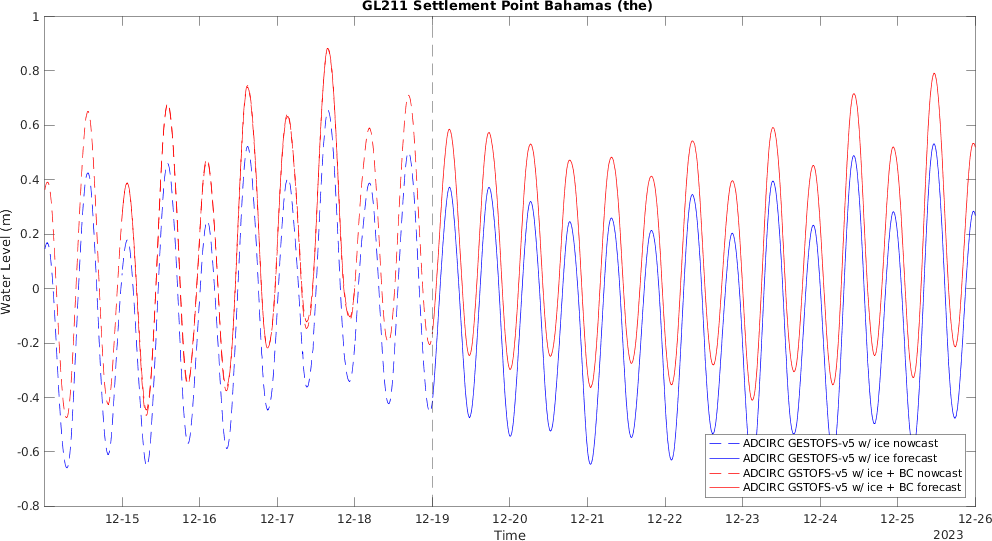 GL211 Settlement Point Bahamas (the)
1
0.8
0.6
0.4
0.2
0
-0.2
-0.4
-0.6
-0.8
Water Level (m)
ADCIRC GESTOFS-v5 w/ ice nowcast
ADCIRC GESTOFS-v5 w/ ice forecast
ADCIRC GSTOFS-v5 w/ ice + BC nowcast
ADCIRC GSTOFS-v5 w/ ice + BC forecast
12-15 12-16 12-17 12-18 12-19 12-20 12-21 12-22 12-23 12-24 12-25 12-26
Time
2023